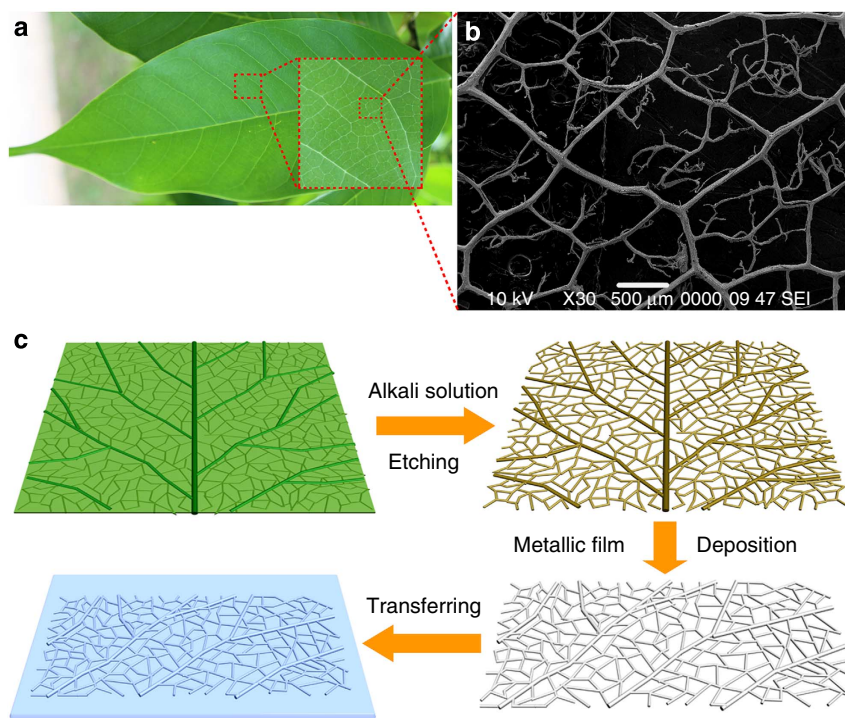 a
b
10 kV X30 500 μm 0000 09 47 SEI
c
Alkali solution
Etching
Metallic film Deposition
Transferring